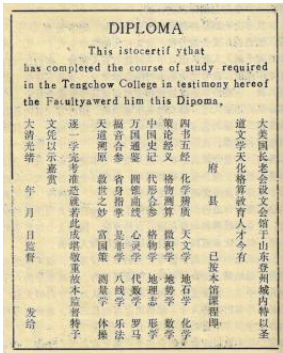 DIPLOMA
This istocertif ythat
has completed the course of study required
in the Tengchow College in testimony hereof
the Facultyawerd him this Dipoma,
大美国长老会设文会馆于山东登州城内特以圣
道文学天化格算教育人才今有
府 县 已按本馆课程即
四书五经 化学辨质 天文学 地石学 化学
策论经义 格物测算 微积学 地势学 数学
中国史记 代形合参 格物学 地理志 形学
万国通鉴 圆锥曲线 心灵学 代数学 罗马
福音合参 省身指掌 是非学 八线学 乐法
天道溯原 救世之妙 富国策 测量学 体操
逐一学完考准造就若此成堪敬重故本监督特予
文凭以示嘉赏
大清光绪 年 月 日监督 发给